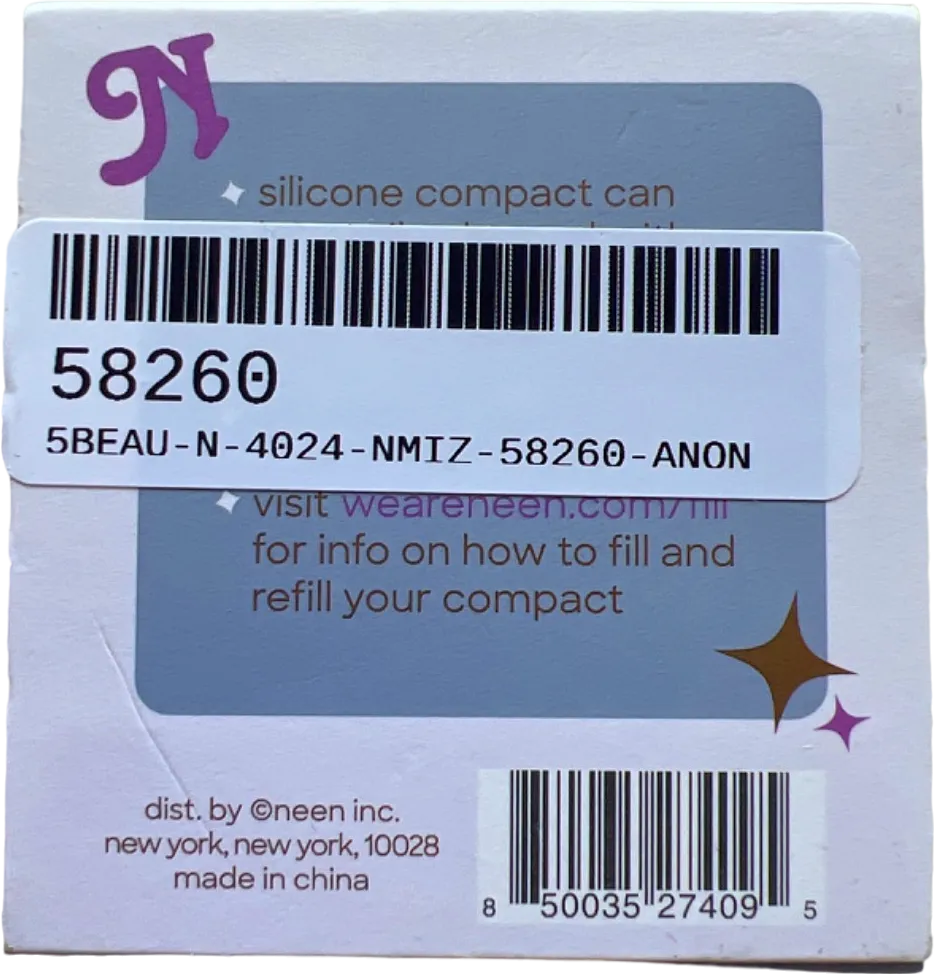 N
silicone compact can
58260
5BEAU-N-4024-NMIZ-58260-ANON
visit weareneen.com/fill
for info on how to fill and
refill your compact
dist. by ©neen inc.
new york, new york, 10028
made in china
8 50035 27409 5